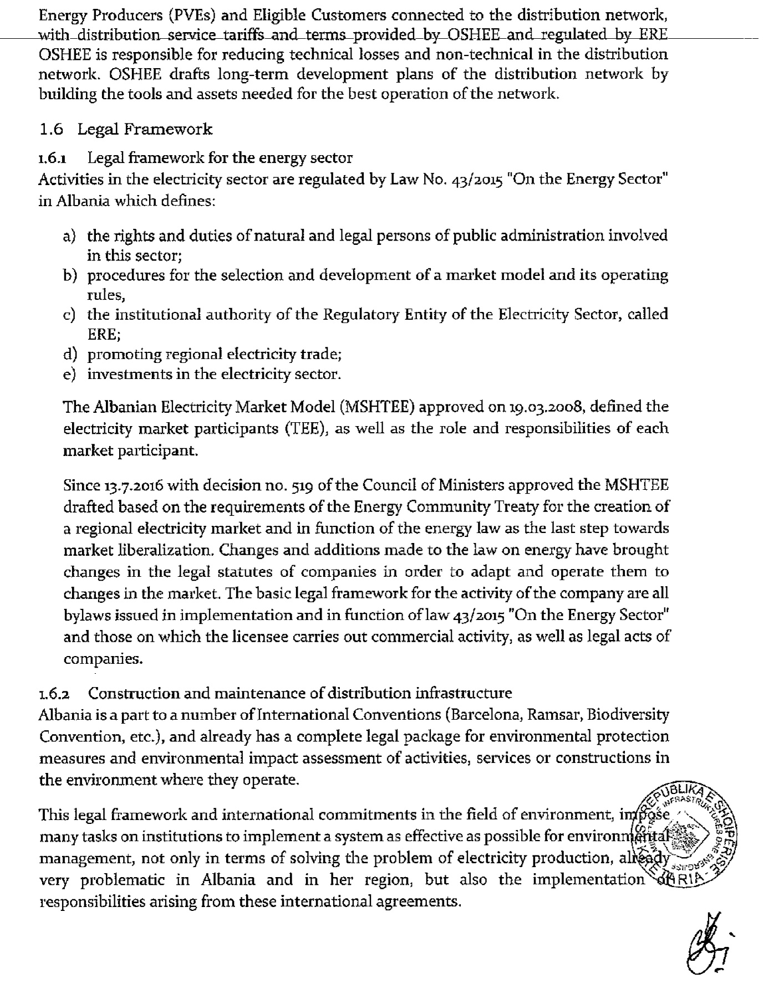 Energy Producers (PVEs) and Eligible Customers connected to the distribution network,
with distribution service tariffs and terms provided by OSHEE and regulated by ERE
OSHEE is responsible for reducing technical losses and non-technical in the distribution
network. OSHEE drafts long-term development plans of the distribution network by
building the tools and assets needed for the best operation of the network.
1.6 Legal Framework
1.6.1 Legal framework for the energy sector
Activities in the electricity sector are regulated by Law No. 43/2015 "On the Energy Sector"
in Albania which defines:
a) the rights and duties of natural and legal persons of public administration involved
in this sector;
b) procedures for the selection and development of a market model and its operating
rules,
c) the institutional authority of the Regulatory Entity of the Electricity Sector, called
ERE;
d) promoting regional electricity trade;
e) investments in the electricity sector.
The Albanian Electricity Market Model (MSHTEE) approved on 19.03.2008, defined the
electricity market participants (TEE), as well as the role and responsibilities of each
market participant.
Since 13.7.2016 with decision no. 519 of the Council of Ministers approved the MSHTEE
drafted based on the requirements of the Energy Community Treaty for the creation of
a regional electricity market and in function of the energy law as the last step towards
market liberalization. Changes and additions made to the law on energy have brought
changes in the legal statutes of companies in order to adapt and operate them to
changes in the market. The basic legal framework for the activity of the company are all
bylaws issued in implementation and in function of law 43/2015 "On the Energy Sector"
and those on which the licensee carries out commercial activity, as well as legal acts of
companies.
1.6.2 Construction and maintenance of distribution infrastructure
Albania is a part to a number of International Conventions (Barcelona, Ramsar, Biodiversity
Convention, etc.), and already has a complete legal package for environmental protection
measures and environmental impact assessment of activities, services or constructions in
the environment where they operate.
This legal framework and international commitments in the field of environment, impose
many tasks on institutions to implement a system as effective as possible for environmental
management, not only in terms of solving the problem of electricity production, already
very problematic in Albania and in her region, but also the implementation of
responsibilities arising from these international agreements.
REPUBLIKA E SHQIPERISE
INFRASTRUKTURES DHE ENERGJISE